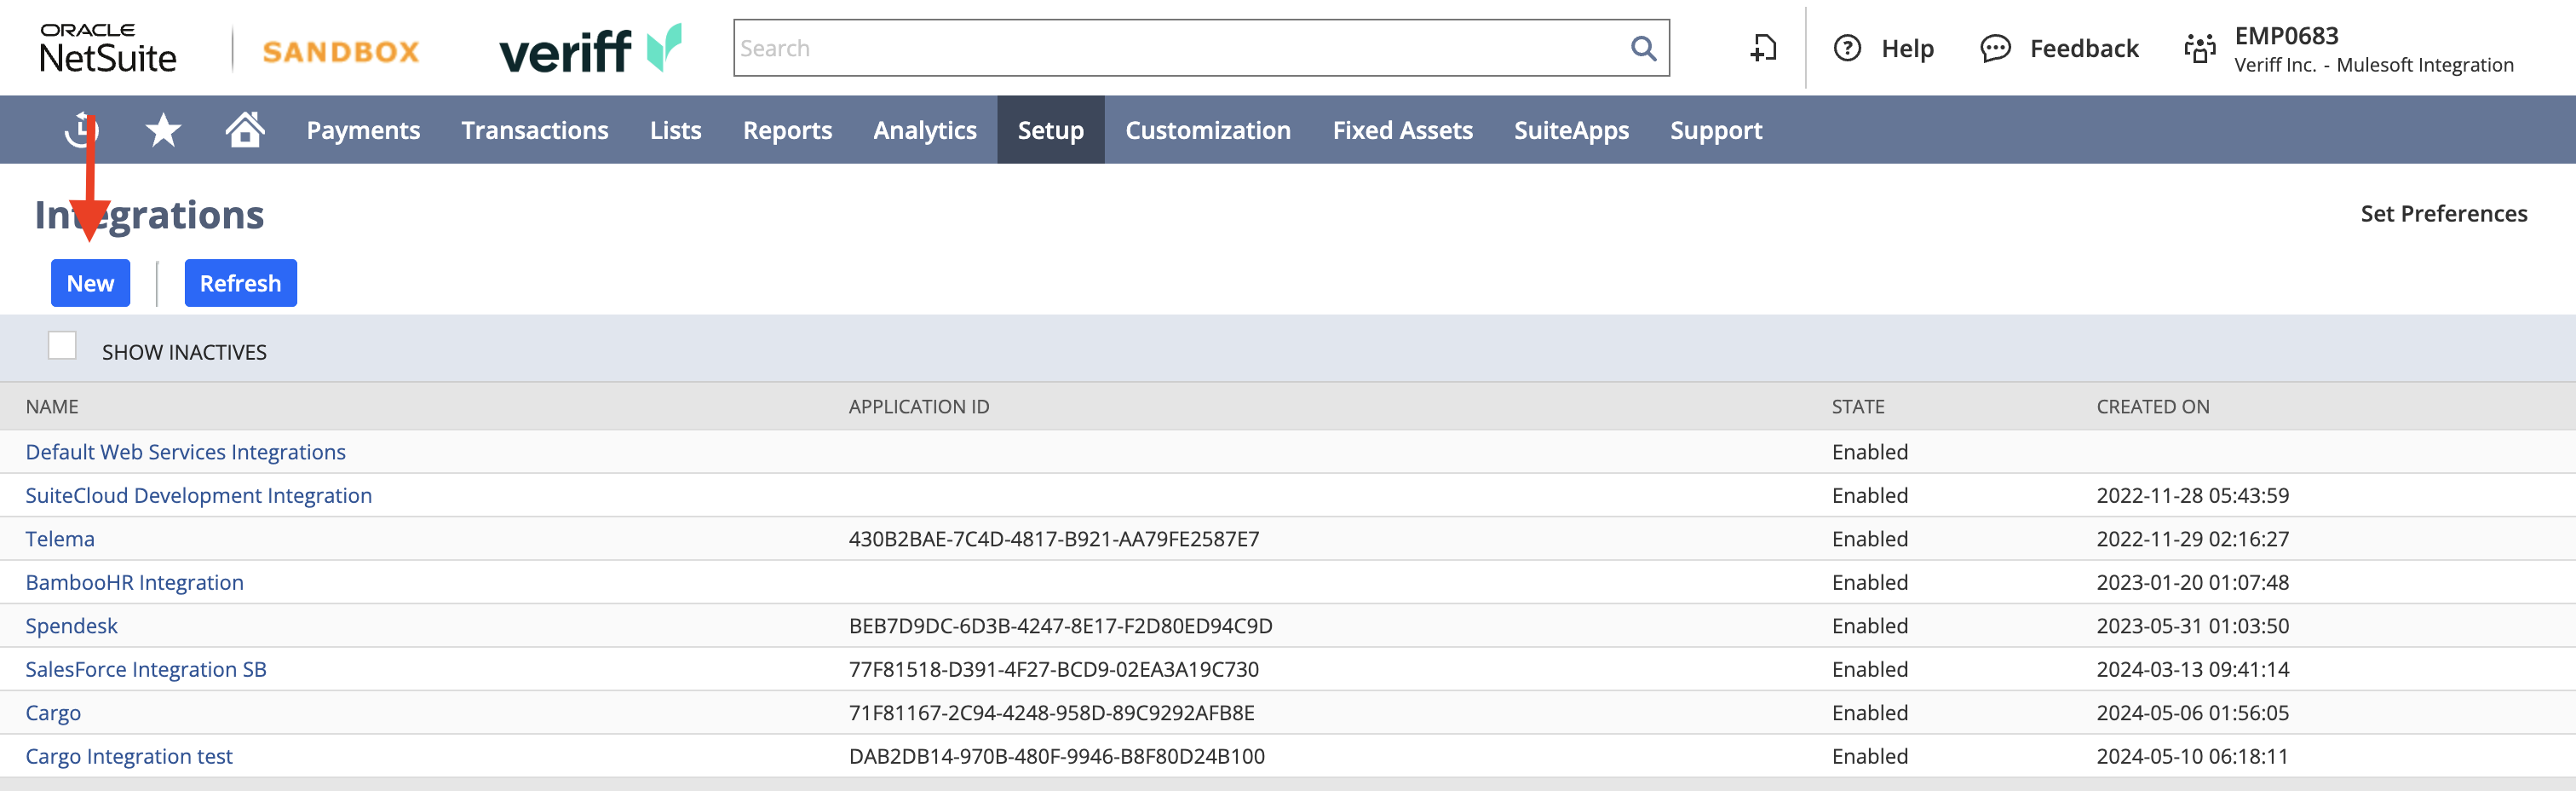 ORACLE
NetSuite
SANDBOX
veriff
Search
Help
Feedback
EMP0683
Veriff Inc. - Mulesoft Integration
Payments Transactions Lists Reports Analytics Setup Customization Fixed Assets SuiteApps Support
Integrations
Set Preferences
New
Refresh
SHOW INACTIVES
NAME APPLICATION ID STATE CREATED ON
Default Web Services Integrations Enabled
SuiteCloud Development Integration Enabled 2022-11-28 05:43:59
Telema 430B2BAE-7C4D-4817-B921-AA79FE2587E7 Enabled 2022-11-29 02:16:27
BambooHR Integration Enabled 2023-01-20 01:07:48
Spendesk BEB7D9DC-6D3B-4247-8E17-F2D80ED94C9D Enabled 2023-05-31 01:03:50
SalesForce Integration SB 77F81518-D391-4F27-BCD9-02EA3A19C730 Enabled 2024-03-13 09:41:14
Cargo 71F81167-2C94-4248-958D-89C9292AFB8E Enabled 2024-05-06 01:56:05
Cargo Integration test DAB2DB14-970B-480F-9946-B8F80D24B100 Enabled 2024-05-10 06:18:11